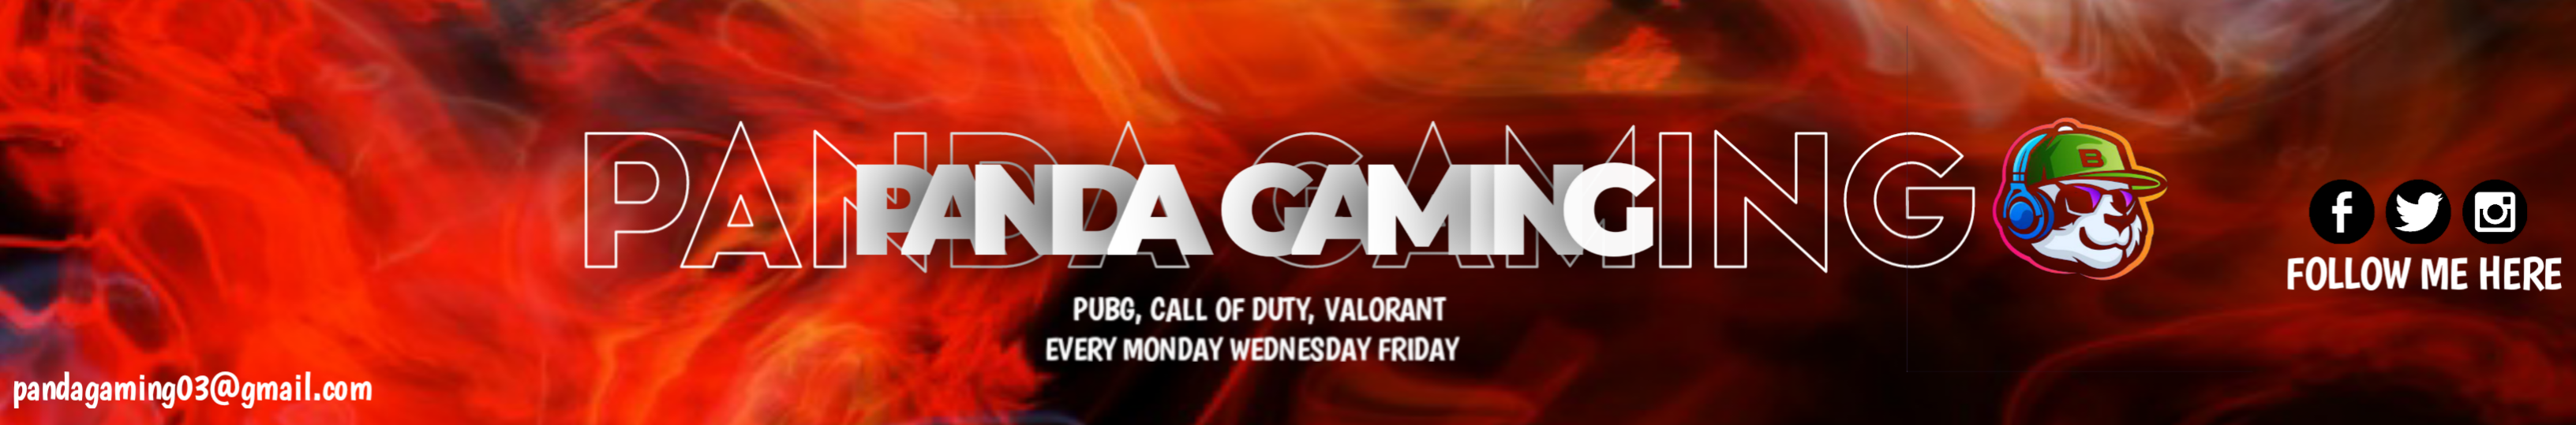 PANDA GAMING
PANDA GAMING
B
PUBG, CALL OF DUTY, VALORANT
EVERY MONDAY WEDNESDAY FRIDAY
FOLLOW ME HERE
pandagaming03@gmail.com